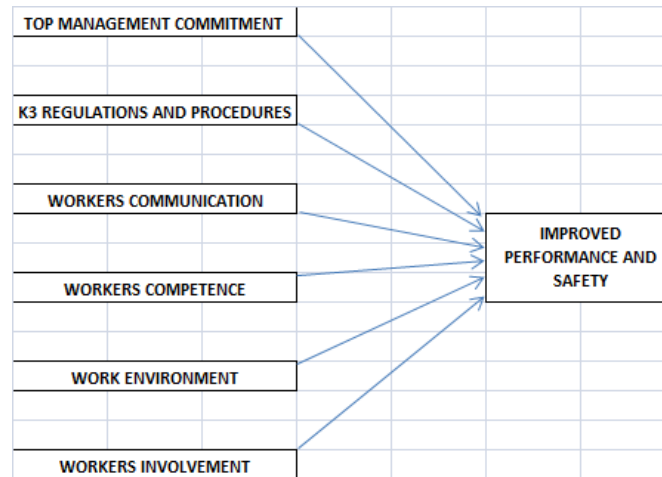 TOP MANAGEMENT COMMITMENT
K3 REGULATIONS AND PROCEDURES
WORKERS COMMUNICATION
WORKERS COMPETENCE
WORK ENVIRONMENT
WORKERS INVOLVEMENT
IMPROVED
PERFORMANCE AND
SAFETY